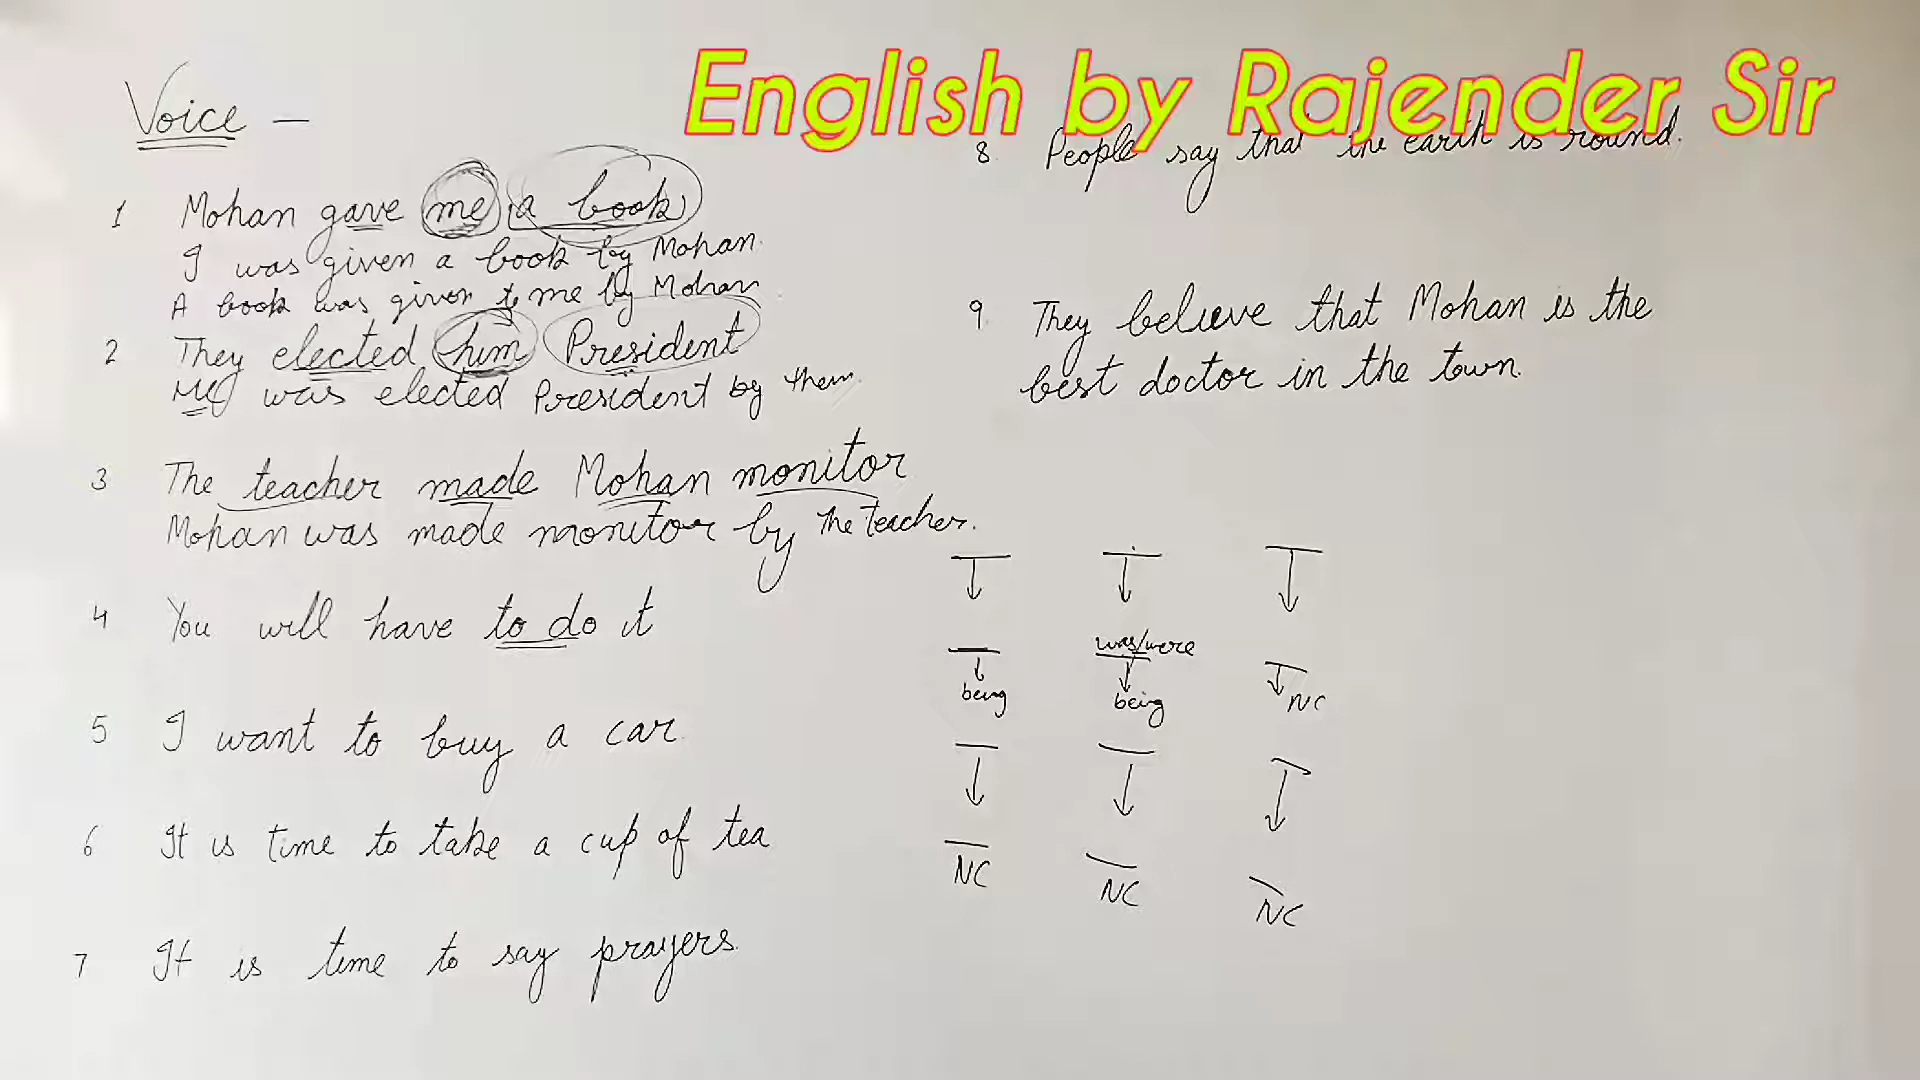 English by Rajender Sir
Voice —
1 Mohan gave me a book
I was given a book by Mohan.
A book was given to me by Mohan.
2 They elected him President
He was elected President by them.
3 The teacher made Mohan monitor
Mohan was made monitor by the teacher.
4 You will have to do it
5 I want to buy a car
6 It is time to take a cup of tea
7 It is time to say prayers.
8. People say that the earth is round.
9. They believe that Mohan is the
best doctor in the town.
was/were
being being NC
NC NC NC